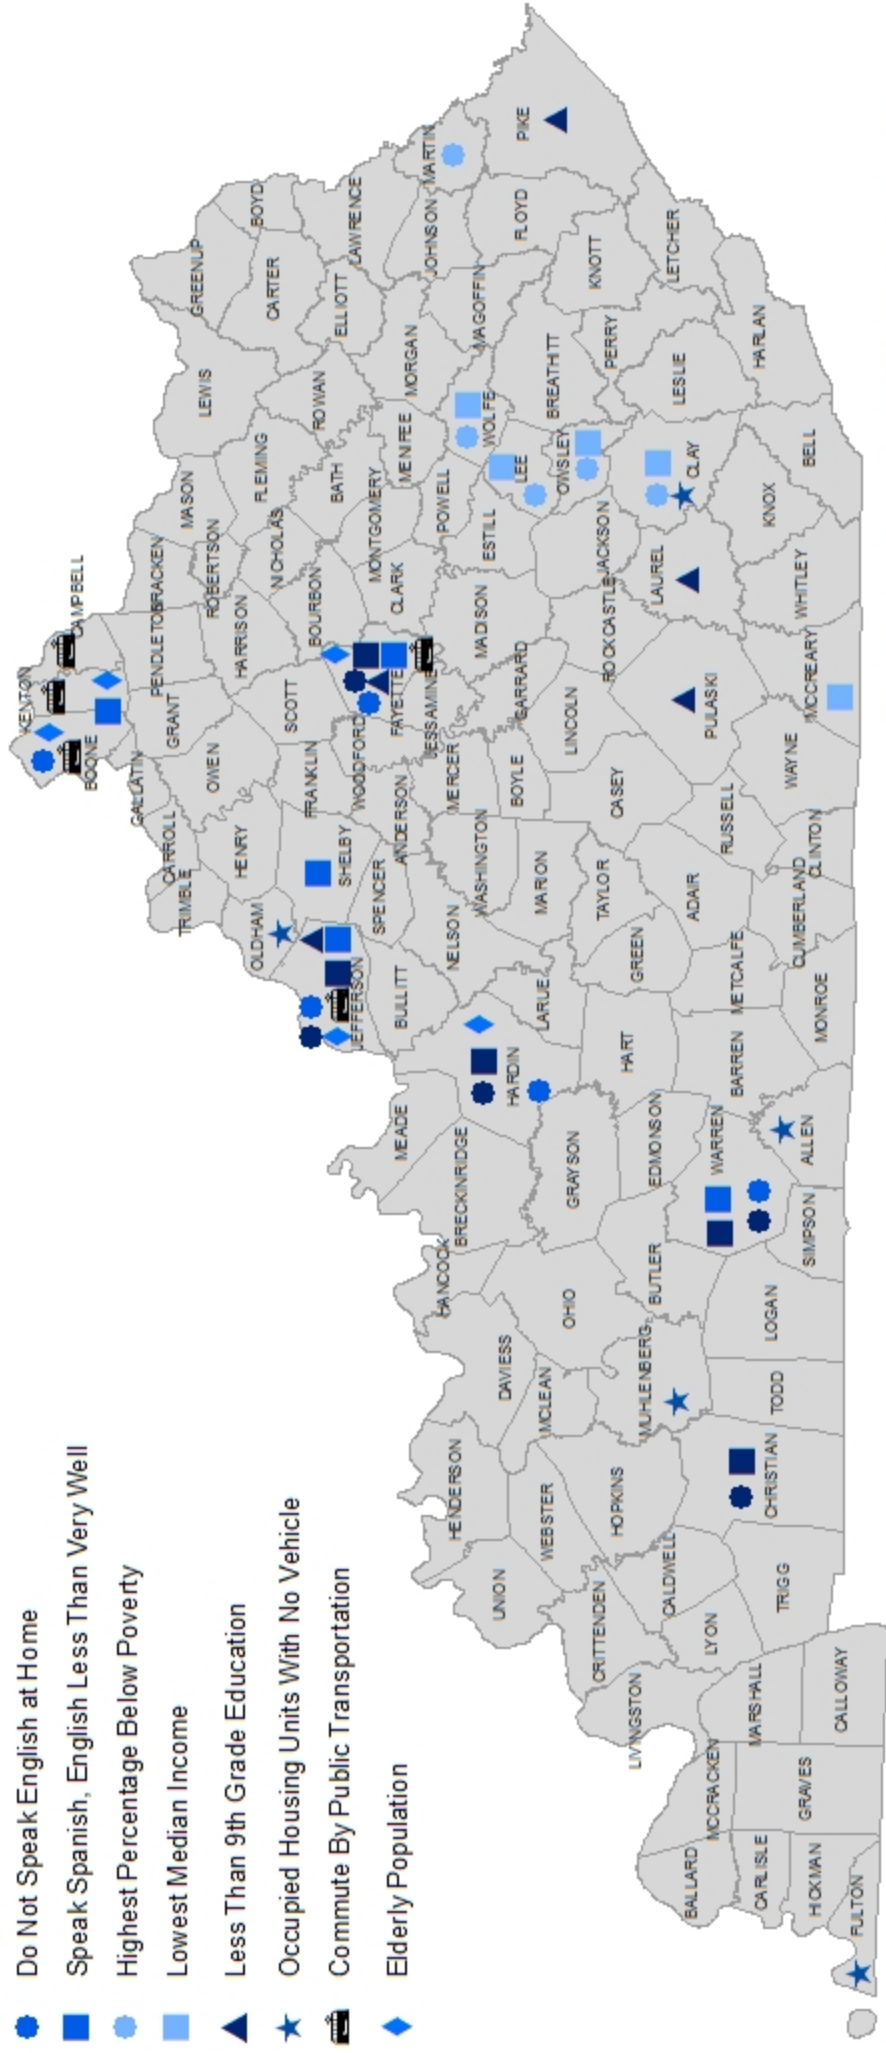 Do Not Speak English at Home
Speak Spanish, English Less Than Very Well
Highest Percentage Below Poverty
Lowest Median Income
Less Than 9th Grade Education
Occupied Housing Units With No Vehicle
Commute By Public Transportation
Elderly Population
KENTON
CAMPBELL
BOONE
GALLATIN
GRANT
PENDLETON
BRACKEN
MASON
LEWIS
GREENUP
BOYD
CARTER
CARROLL
TRIMBLE
OWEN
HENRY
HARRISON
ROBERTSON
FLEMING
ROWAN
ELLIOTT
LAWRENCE
OLDHAM
SHELBY
FRANKLIN
SCOTT
NICHOLAS
BOURBON
BATH
MENIFEE
MORGAN
JOHNSON
MARTIN
JEFFERSON
SPENCER
ANDERSON
WOODFORD
FAYETTE
CLARK
MONTGOMERY
POWELL
WOLFE
MAGOFFIN
FLOYD
PIKE
BULLITT
NELSON
WASHINGTON
MERCER
JESSAMINE
MADISON
ESTILL
LEE
BREATHITT
KNOTT
MEADE
BRECKINRIDGE
HARDIN
LARUE
MARION
BOYLE
GARRARD
LINCOLN
ROCKCASTLE
JACKSON
OWSLEY
PERRY
LETCHER
HANCOCK
DAVIESS
OHIO
GRAYSON
HART
GREEN
TAYLOR
CASEY
PULASKI
LAUREL
CLAY
LESLIE
HARLAN
HENDERSON
UNION
WEBSTER
MCLEAN
MUHLENBERG
BUTLER
EDMONSON
WARREN
BARREN
METCALFE
ADAIR
RUSSELL
WAYNE
MCCREARY
WHITLEY
KNOX
BELL
CRITTENDEN
CALDWELL
HOPKINS
LIVINGSTON
LYON
TRIGG
CHRISTIAN
TODD
LOGAN
SIMPSON
ALLEN
MONROE
CUMBERLAND
CLINTON
BALLARD
MCCRACKEN
MARSHALL
CALLOWAY
GRAVES
CARLISLE
HICKMAN
FULTON